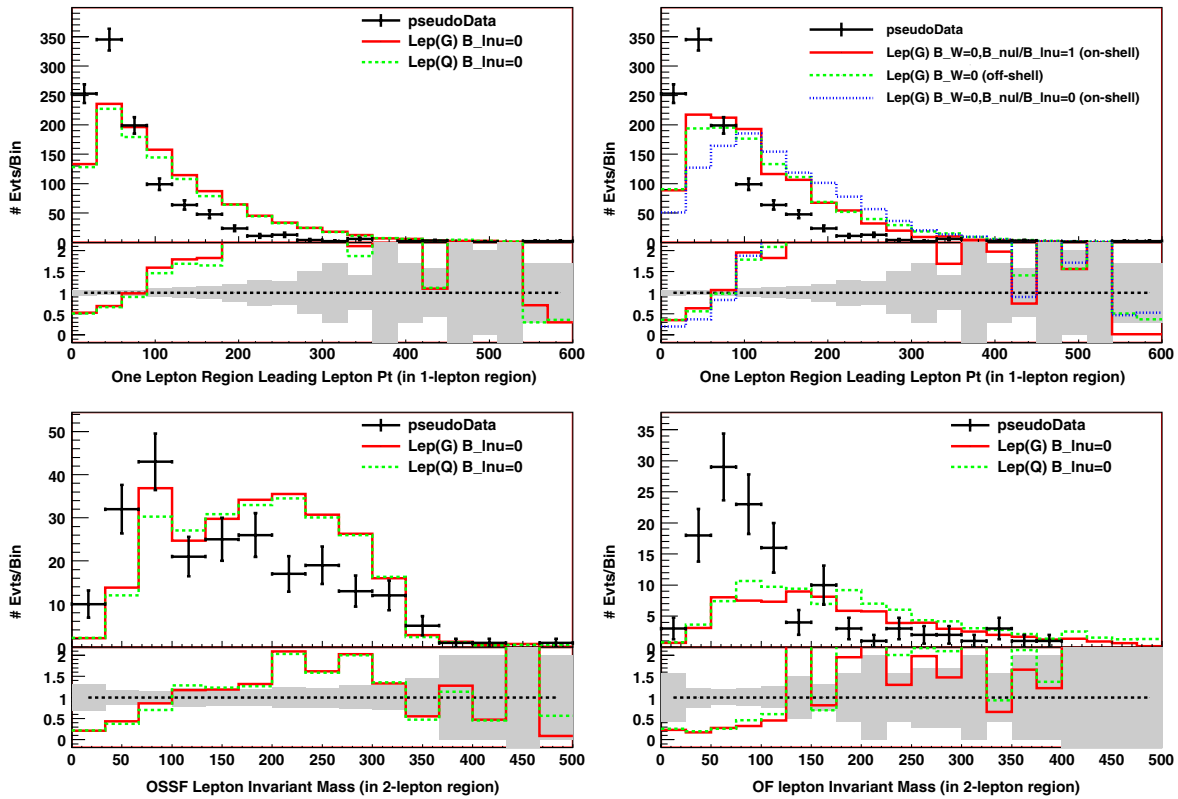 pseudoData
Lep(G) B_lnu=0
Lep(Q) B_lnu=0
# Evts/Bin
350
300
250
200
150
100
50
0
2
1.5
1
0.5
0
0 100 200 300 400 500 600
One Lepton Region Leading Lepton Pt (in 1-lepton region)
pseudoData
Lep(G) B_W=0,B_nul/B_lnu=1 (on-shell)
Lep(G) B_W=0 (off-shell)
Lep(G) B_W=0,B_nul/B_lnu=0 (on-shell)
# Evts/Bin
350
300
250
200
150
100
50
0
2
1.5
1
0.5
0
0 100 200 300 400 500 600
One Lepton Region Leading Lepton Pt (in 1-lepton region)
pseudoData
Lep(G) B_lnu=0
Lep(Q) B_lnu=0
# Evts/Bin
50
40
30
20
10
0
2
1.5
1
0.5
0
0 50 100 150 200 250 300 350 400 450 500
OSSF Lepton Invariant Mass (in 2-lepton region)
pseudoData
Lep(G) B_lnu=0
Lep(Q) B_lnu=0
# Evts/Bin
35
30
25
20
15
10
5
0
2
1.5
1
0.5
0
0 50 100 150 200 250 300 350 400 450 500
OF lepton Invariant Mass (in 2-lepton region)